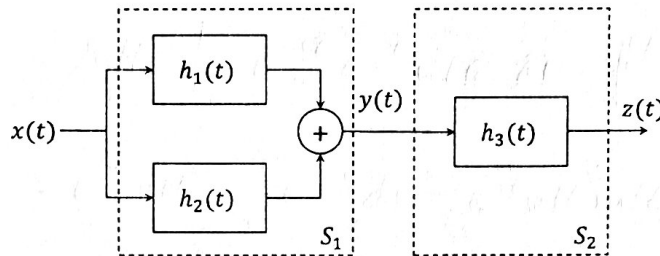 h₁(t)
x(t)
+
y(t)
h₂(t)
S₁
h₃(t)
z(t)
S₂